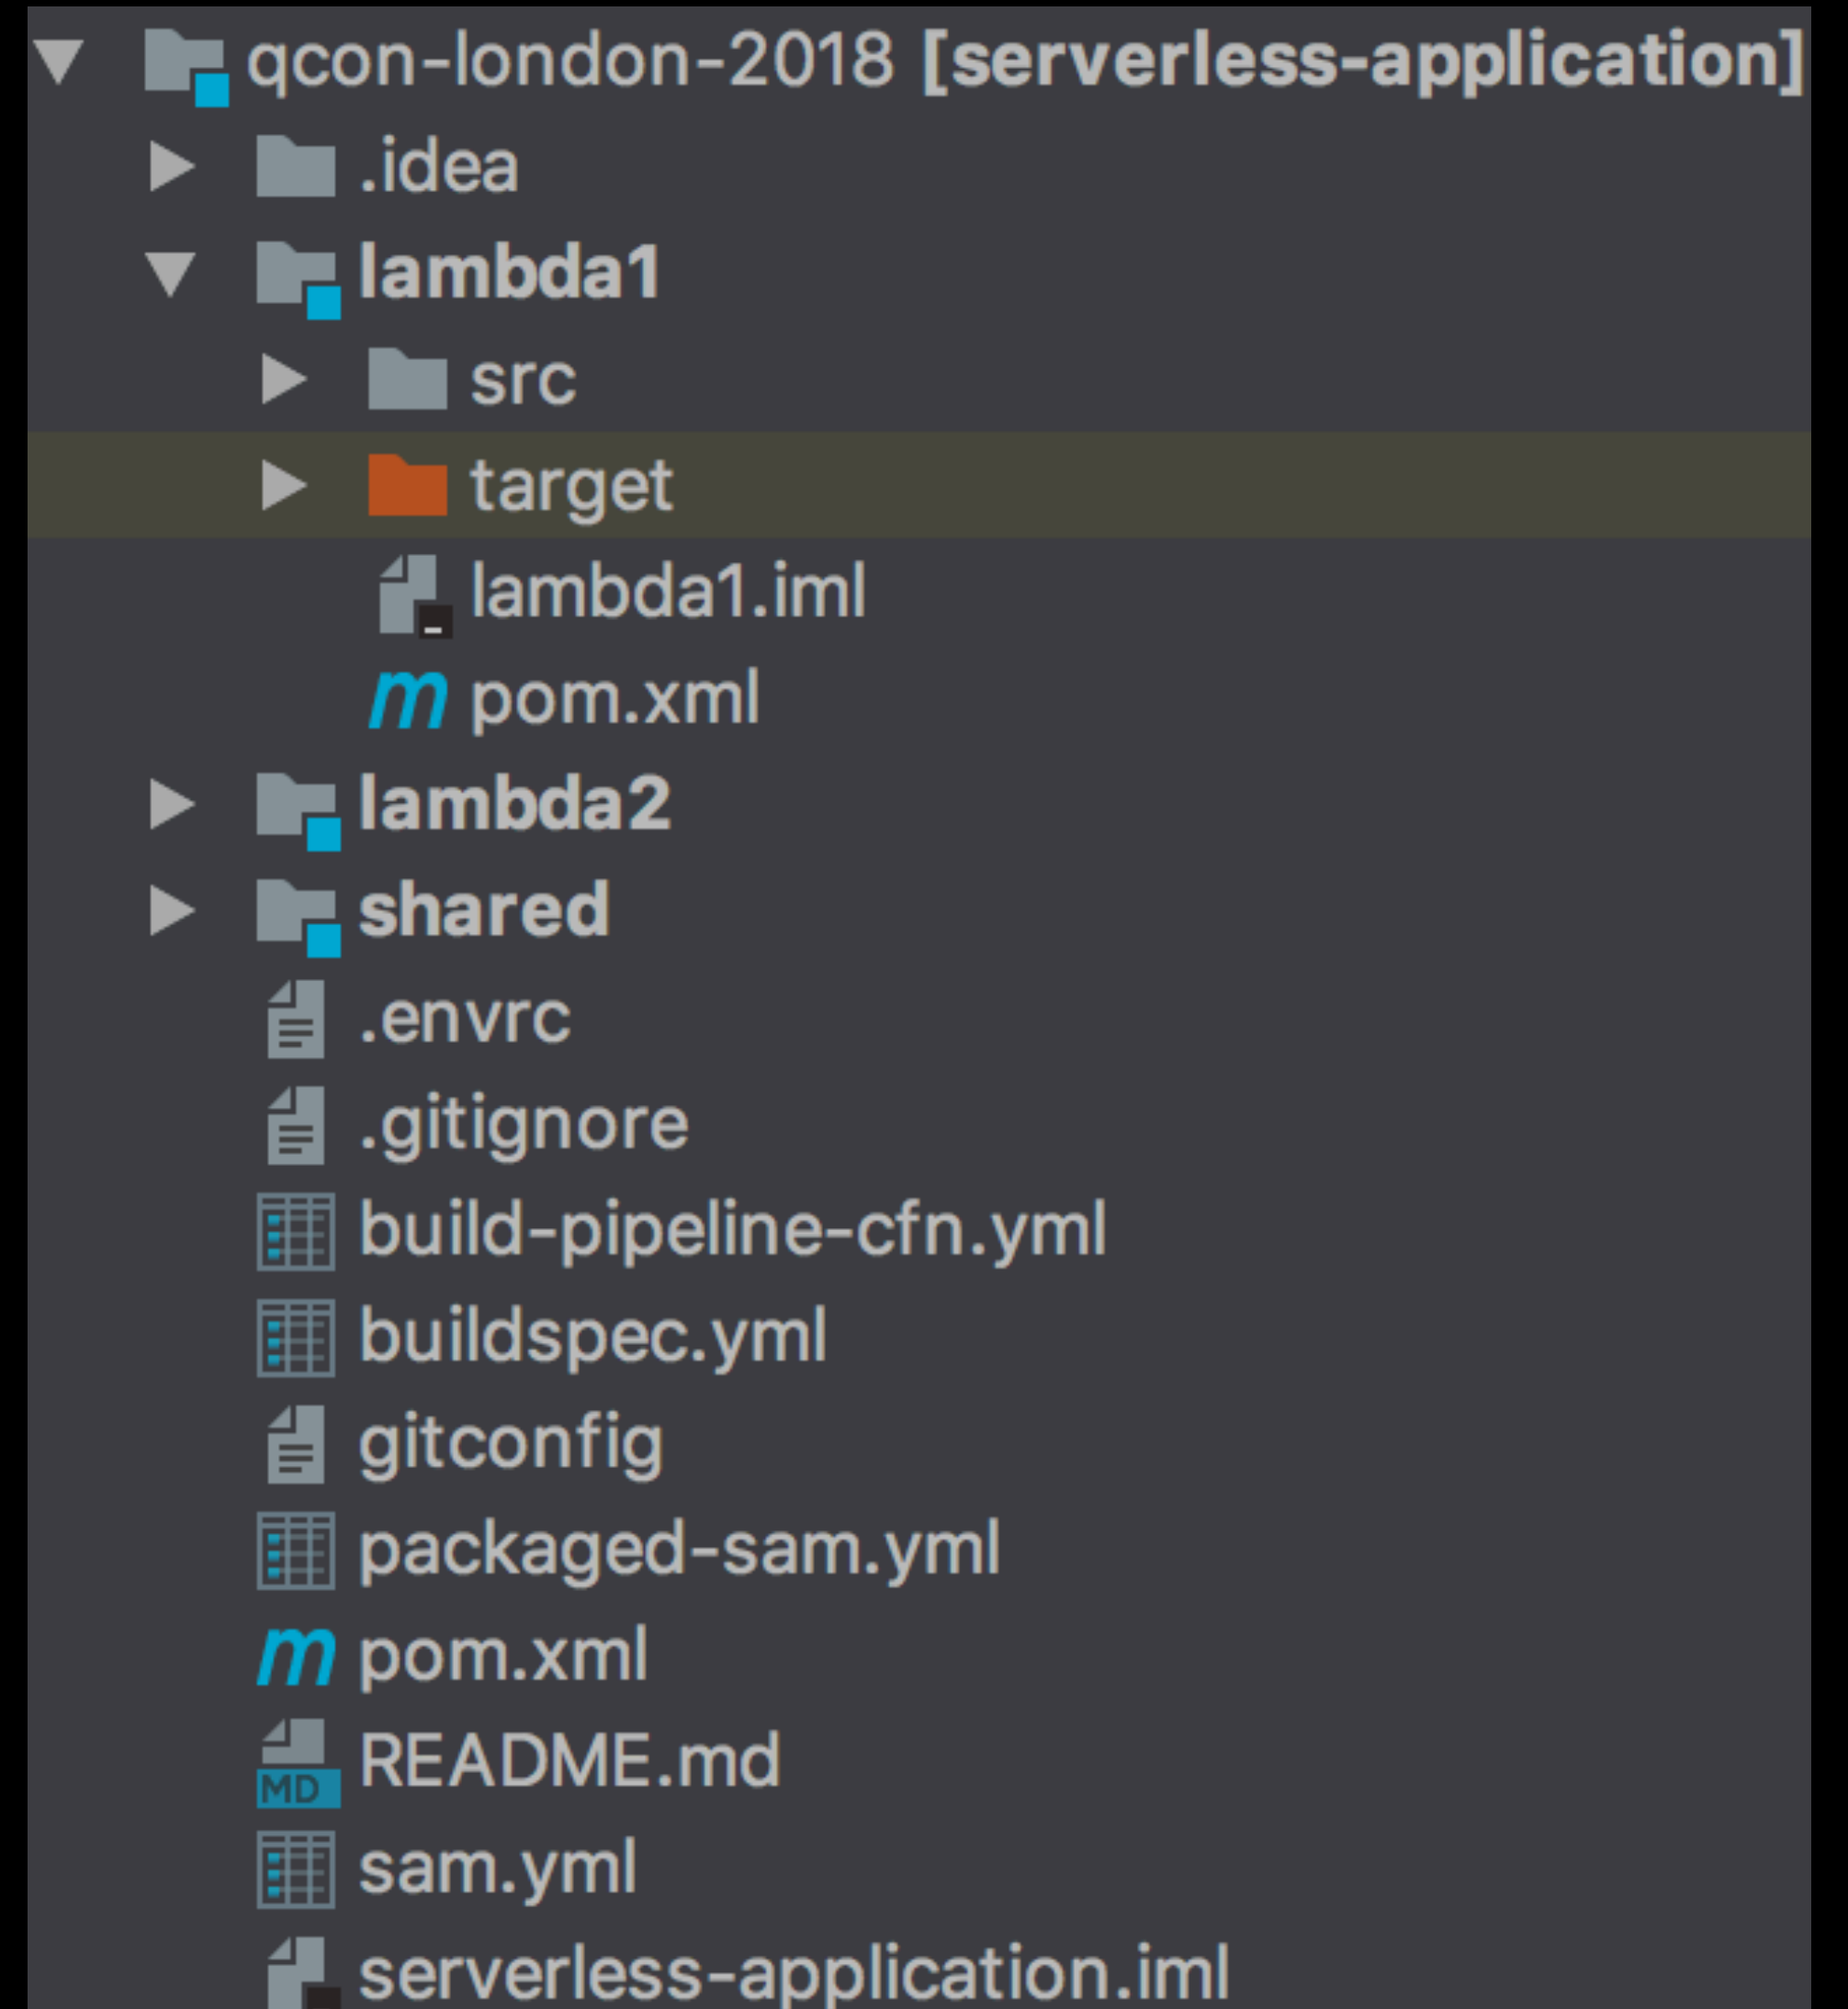 qcon-london-2018 [serverless-application]
.idea
lambda1
src
target
lambda1.iml
pom.xml
lambda2
shared
.envrc
.gitignore
build-pipeline-cfn.yml
buildspec.yml
gitconfig
packaged-sam.yml
pom.xml
MD README.md
sam.yml
serverless-application.iml